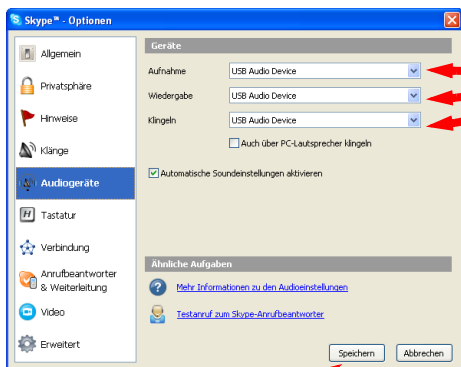 Skype™ - Optionen
Allgemein
Privatsphäre
Hinweise
Klänge
Audiogeräte
Tastatur
Verbindung
Anrufbeantworter
& Weiterleitung
Video
Erweitert
Geräte
Aufnahme USB Audio Device
Wiedergabe USB Audio Device
Klingeln USB Audio Device
Auch über PC-Lautsprecher klingeln
Automatische Soundeinstellungen aktivieren
Ähnliche Aufgaben
Mehr Informationen zu den Audioeinstellungen
Testanruf zum Skype-Anrufbeantworter
Speichern Abbrechen